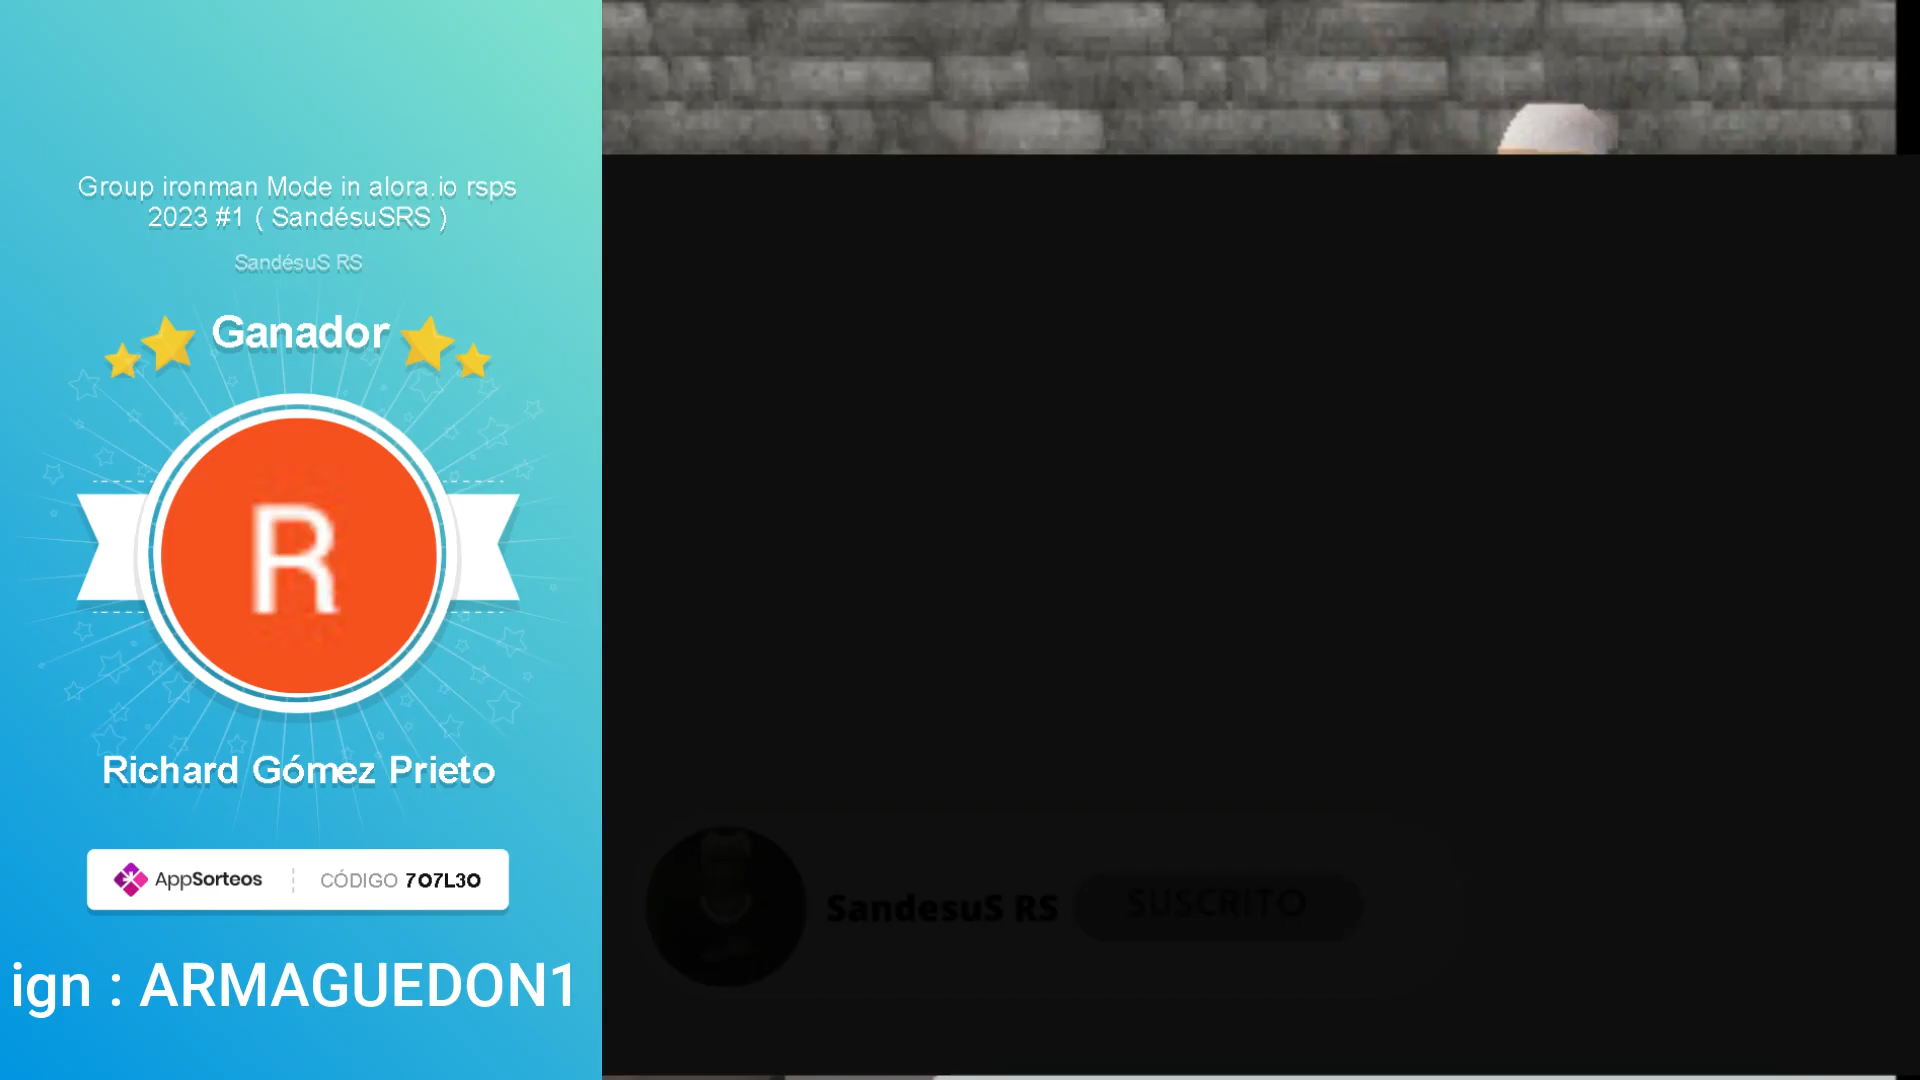 Group ironman Mode in alora.io rsps
2023 #1 ( SandésuSRS )
SandésuS RS
Ganador
R
Richard Gómez Prieto
AppSorteos
CÓDIGO 7O7L3O
ign : ARMAGUEDON1
SandesuS RS
SUSCRITO